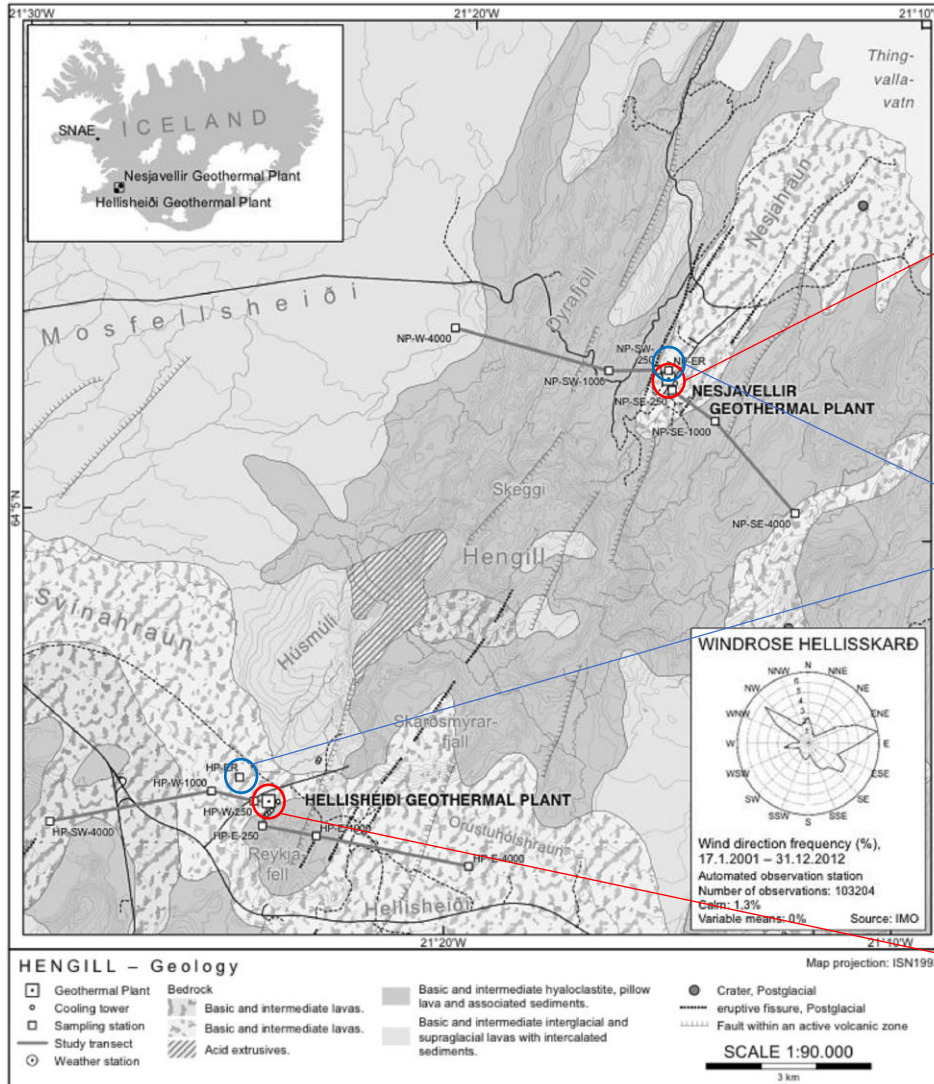 21°30'W
21°20'W
21°10'W
Thing-
valla-
vatn
SNAE
ICELAND
Nesjavellir Geothermal Plant
Hellisheiði Geothermal Plant
Nesjahraun
Mosfellsheiði
Dyrafjöll
NP-W-4000
NP-SW-
250
NP-ER
NP-SW-1000
NP-SE-250
NESJAVELLIR
GEOTHERMAL PLANT
NP-SE-1000
Skeggi
64°5'N
NP-SE-4000
Hengill
Svínahraun
Húsmúli
Skarðsmýrar-
fjall
HP-ER
HP-W-1000
HP-W-250
HELLISHEIÐI GEOTHERMAL PLANT
HP-SW-4000
HP-E-250
HP-E-1000
Orustuhólshraun
Reykja-
fell
HP-E-4000
Hellisheiði
WINDROSE HELLISSKARÐ
N
NNW
NNE
NW
NE
WNW
ENE
W
E
WSW
ESE
SW
SE
SSW
SSE
S
Wind direction frequency (%),
17.1.2001 – 31.12.2012
Automated observation station
Number of observations: 103204
Calm: 1.3%
Variable means: 0%
Source: IMO
21°20'W
21°10'W
HENGILL – Geology
Map projection: ISN199
Geothermal Plant
Cooling tower
Sampling station
Study transect
Weather station
Bedrock
Basic and intermediate lavas.
Basic and intermediate lavas.
Acid extrusives.
Basic and intermediate hyaloclastite, pillow
lava and associated sediments.
Basic and intermediate interglacial and
supraglacial lavas with intercalated
sediments.
Crater, Postglacial
eruptive fissure, Postglacial
Fault within an active volcanic zone
SCALE 1:90.000
3 km